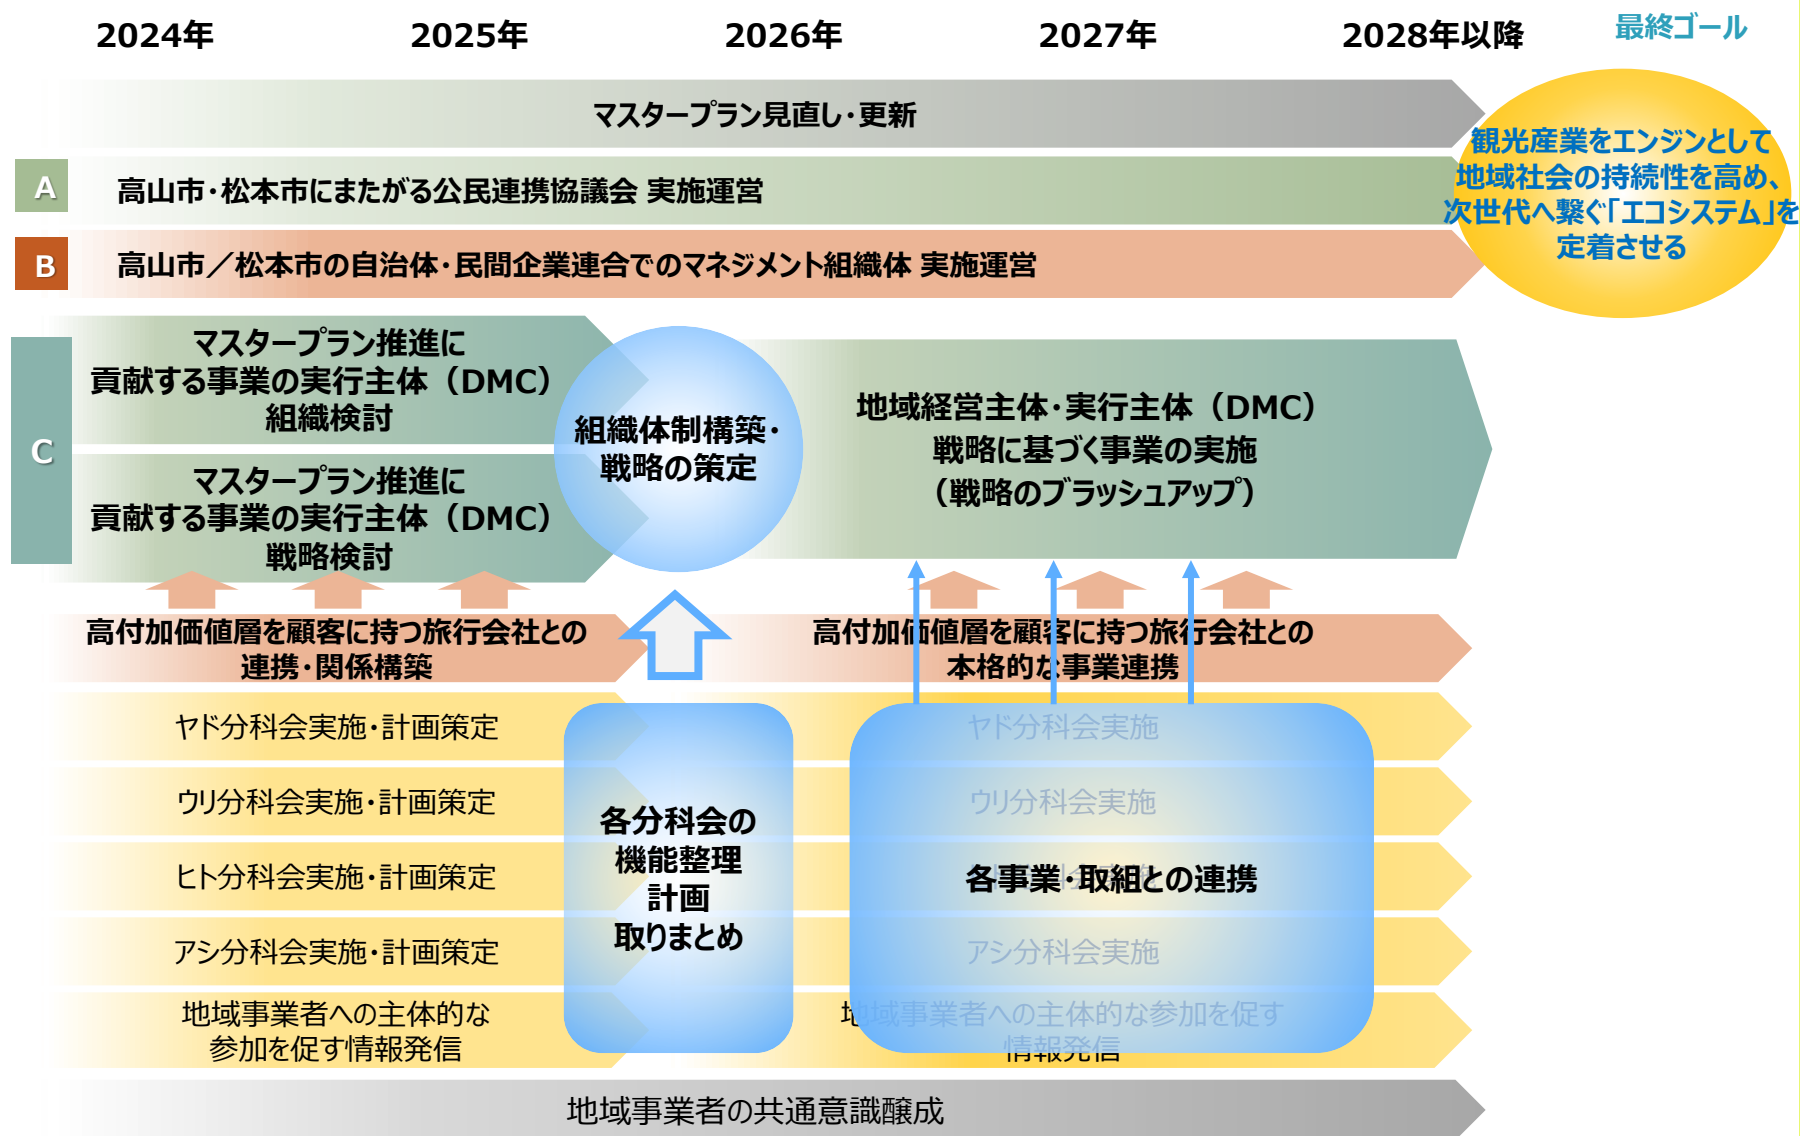 2024年
2025年
2026年
2027年
2028年以降
最終ゴール
マスタープラン見直し・更新
A
高山市・松本市にまたがる公民連携協議会 実施運営
B
高山市／松本市の自治体・民間企業連合でのマネジメント組織体 実施運営
観光産業をエンジンとして
地域社会の持続性を高め、
次世代へ繋ぐ「エコシステム」を
定着させる
C
マスタープラン推進に
貢献する事業の実行主体（DMC）
組織検討
マスタープラン推進に
貢献する事業の実行主体（DMC）
戦略検討
組織体制構築・
戦略の策定
地域経営主体・実行主体（DMC）
戦略に基づく事業の実施
（戦略のブラッシュアップ）
高付加価値層を顧客に持つ旅行会社との
連携・関係構築
高付加価値層を顧客に持つ旅行会社との
本格的な事業連携
ヤド分科会実施・計画策定
ウリ分科会実施・計画策定
ヒト分科会実施・計画策定
アシ分科会実施・計画策定
地域事業者への主体的な
参加を促す情報発信
各分科会の
機能整理
計画
取りまとめ
ヤド分科会実施
ウリ分科会実施
各事業・取組との連携
アシ分科会実施
地域事業者への主体的な参加を促す
情報発信
地域事業者の共通意識醸成